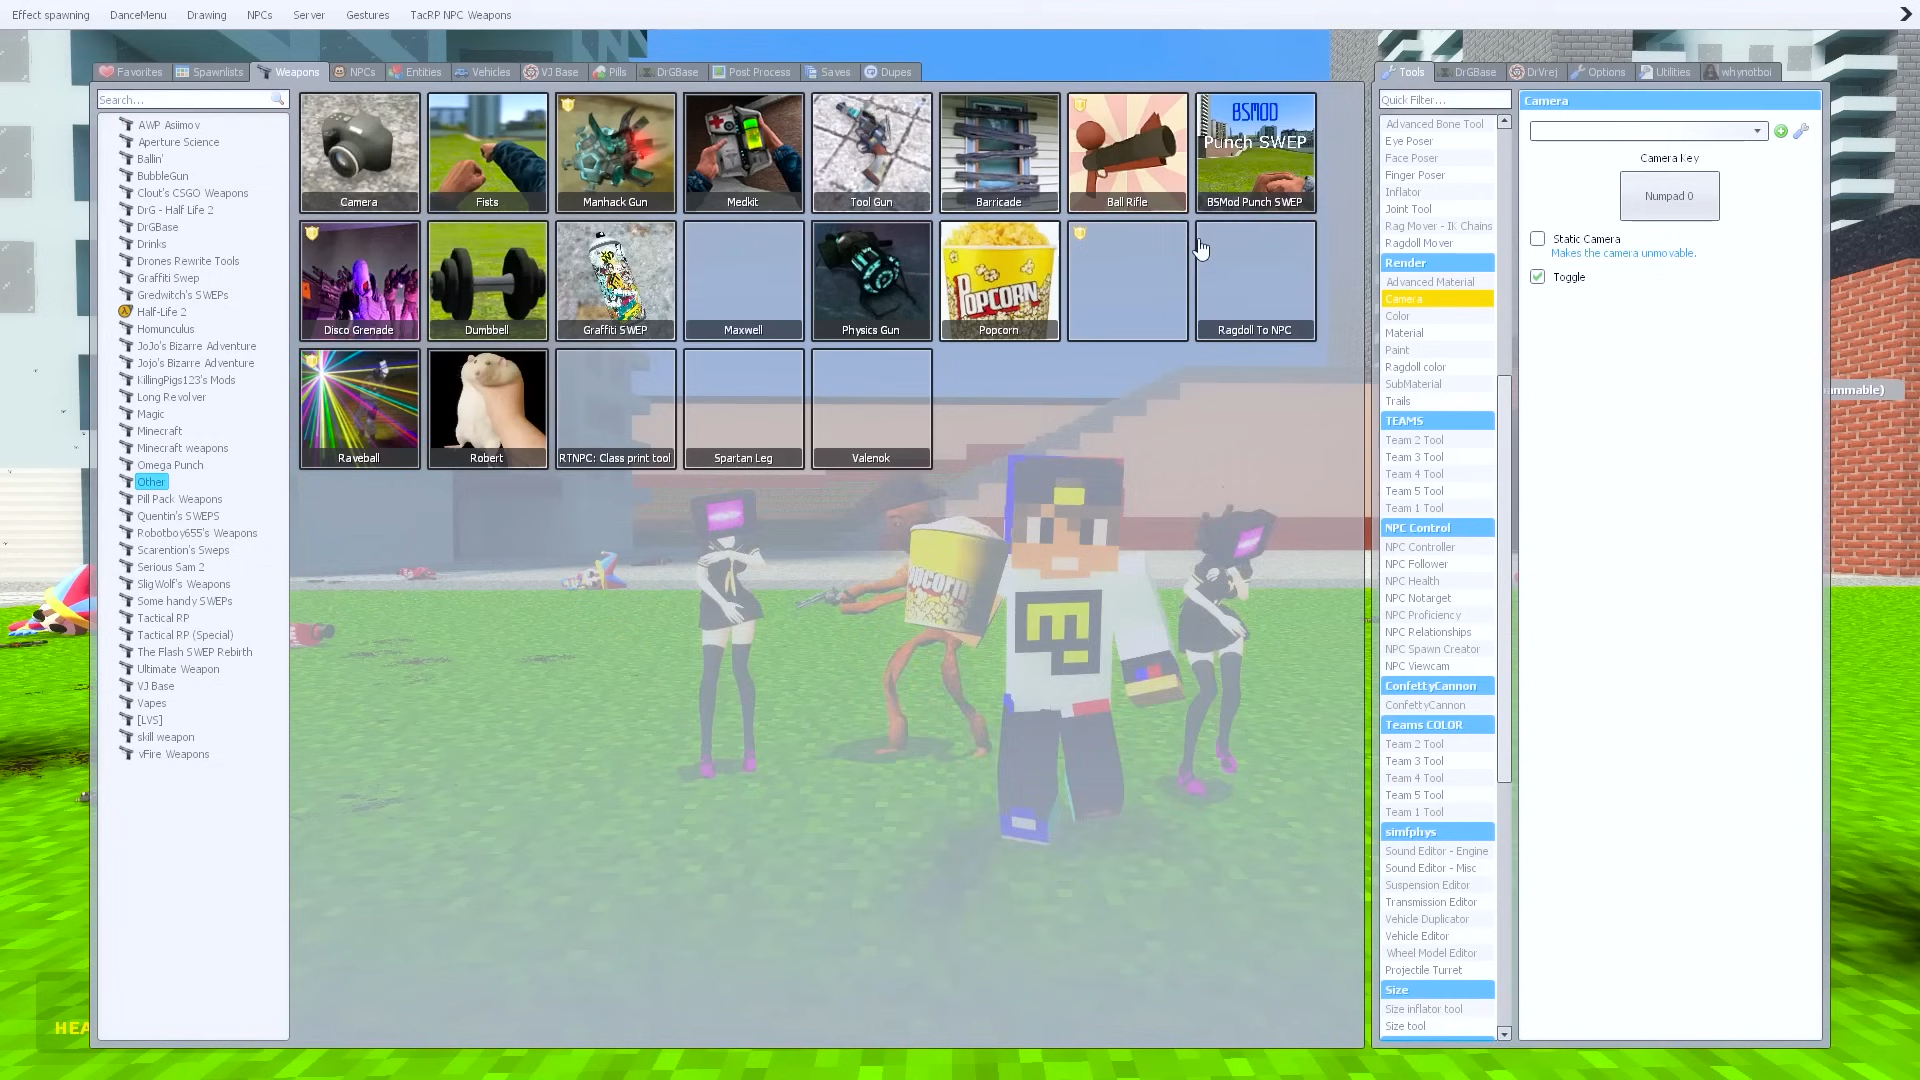 Effect spawning DanceMenu Drawing NPCs Server Gestures TacRP NPC Weapons
Favorites Spawnlists Weapons NPCs Entities Vehicles VJ Base Pills DrGBase Post Process Saves Dupes
Search...
AWP Asiimov
Aperture Science
Ballin'
BubbleGun
Clout's CSGO Weapons
DrG - Half Life 2
DrGBase
Drinks
Drones Rewrite Tools
Graffiti Swep
Gredwitch's SWEPs
Half-Life 2
Homunculus
JoJo's Bizarre Adventure
Jojo's Bizarre Adventure
KillingPigs123's Mods
Long Revolver
Magic
Minecraft
Minecraft weapons
Omega Punch
Other
Pill Pack Weapons
Quentin's SWEPS
Robotboy655's Weapons
Scarention's Sweps
Serious Sam 2
SligWolf's Weapons
Some handy SWEPs
Tactical RP
Tactical RP (Special)
The Flash SWEP Rebirth
Ultimate Weapon
VJ Base
Vapes
[LVS]
skill weapon
vFire Weapons
BSMOD
Punch SWEP
Camera Fists Manhack Gun Medkit Tool Gun Barricade Ball Rifle BSMod Punch SWEP
POPCORN
Disco Grenade Dumbbell Graffiti SWEP Maxwell Physics Gun Popcorn Ragdoll To NPC
Raveball Robert RTNPC: Class print tool Spartan Leg Valenok
POPCORN
HEA
Tools DrGBase DrVrej Options Utilities whynotboi
Quick Filter...
Advanced Bone Tool
Eye Poser
Face Poser
Finger Poser
Inflator
Joint Tool
Rag Mover - IK Chains
Ragdoll Mover
Render
Advanced Material
Camera
Color
Material
Paint
Ragdoll color
SubMaterial
Trails
TEAMS
Team 2 Tool
Team 3 Tool
Team 4 Tool
Team 5 Tool
Team 1 Tool
NPC Control
NPC Controller
NPC Follower
NPC Health
NPC Notarget
NPC Proficiency
NPC Relationships
NPC Spawn Creator
NPC Viewcam
ConfettyCannon
ConfettyCannon
Teams COLOR
Team 2 Tool
Team 3 Tool
Team 4 Tool
Team 5 Tool
Team 1 Tool
simfphys
Sound Editor - Engine
Sound Editor - Misc
Suspension Editor
Transmission Editor
Vehicle Duplicator
Vehicle Editor
Wheel Model Editor
Projectile Turret
Size
Size inflator tool
Size tool
Camera
Camera Key
Numpad 0
Static Camera
Makes the camera unmovable.
Toggle
ammable)